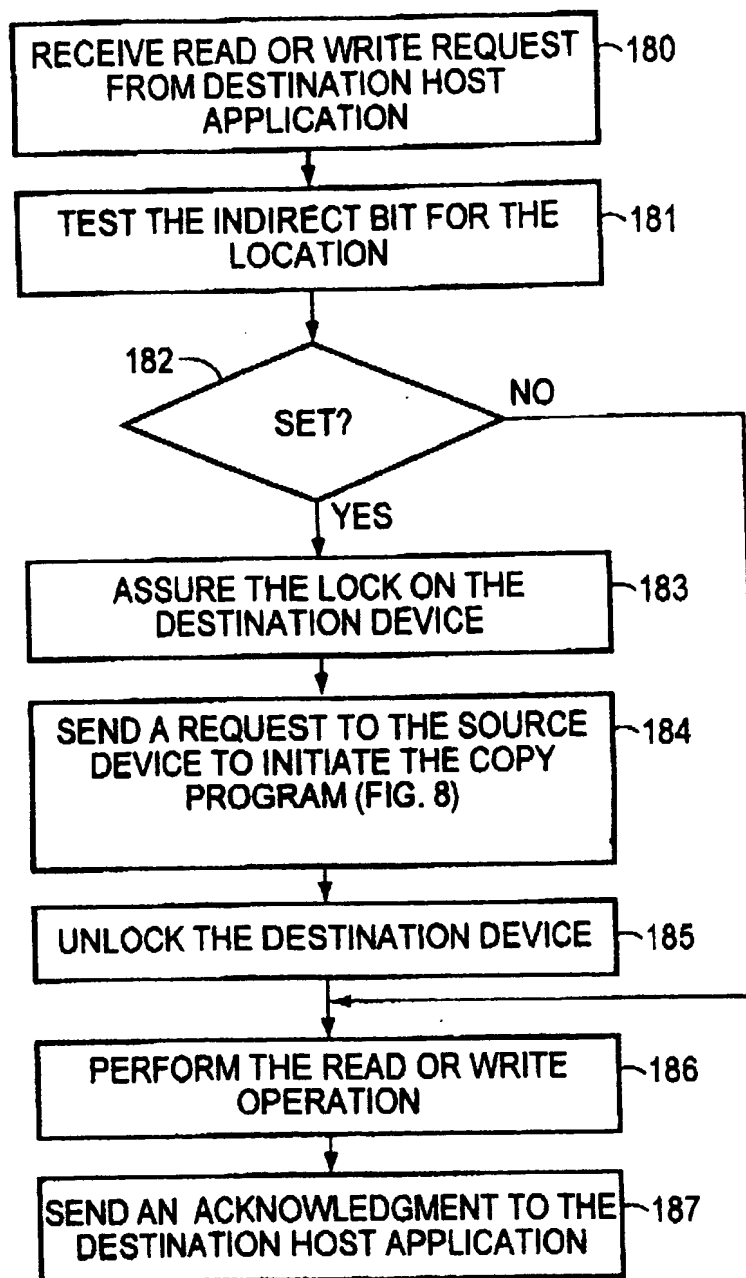 RECEIVE READ OR WRITE REQUEST
FROM DESTINATION HOST
APPLICATION
180
TEST THE INDIRECT BIT FOR THE
LOCATION
181
182
SET?
NO
YES
ASSURE THE LOCK ON THE
DESTINATION DEVICE
183
SEND A REQUEST TO THE SOURCE
DEVICE TO INITIATE THE COPY
PROGRAM (FIG. 8)
184
UNLOCK THE DESTINATION DEVICE
185
PERFORM THE READ OR WRITE
OPERATION
186
SEND AN ACKNOWLEDGMENT TO THE
DESTINATION HOST APPLICATION
187